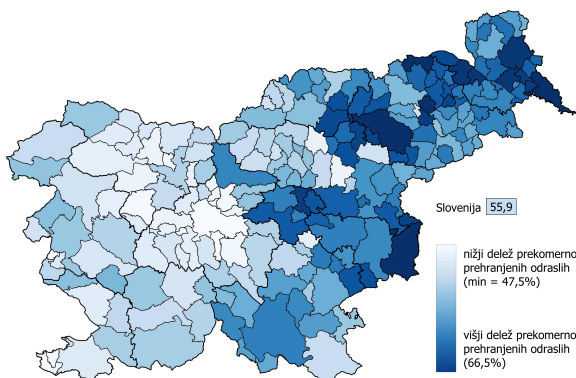 Slovenija 55,9
nižji delež prekomerno
prehranjenih odraslih
(min = 47,5%)
višji delež prekomerno
prehranjenih odraslih
(66,5%)